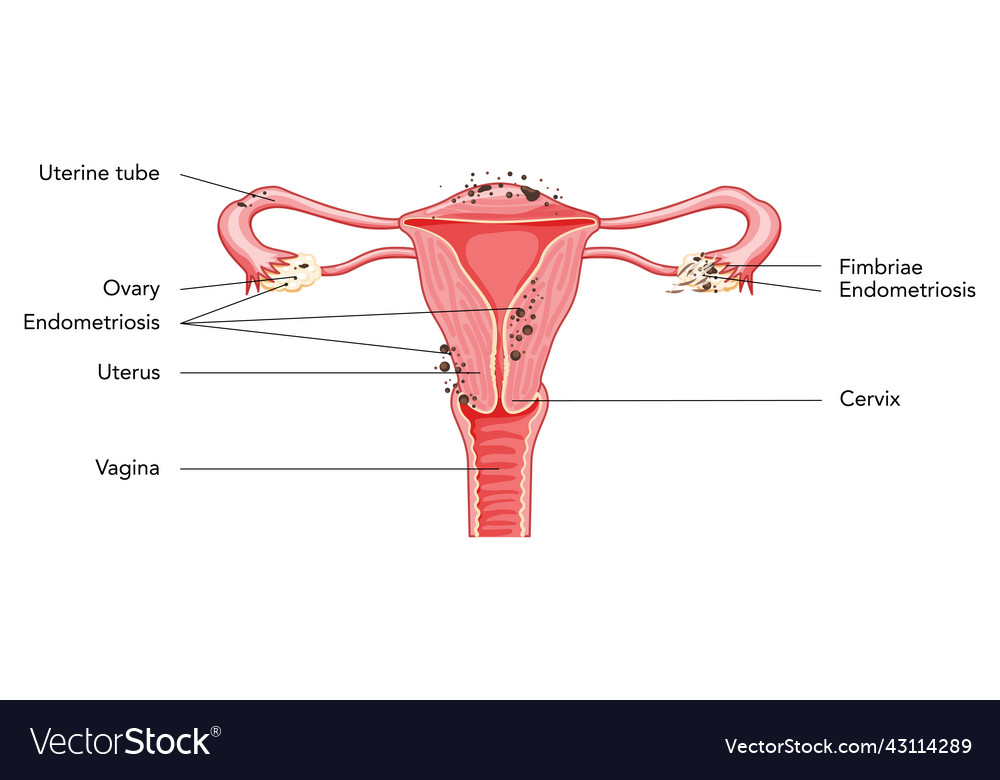 Uterine tube
Ovary
Endometriosis
Uterus
Vagina
Fimbriae
Endometriosis
Cervix
VectorStock®
VectorStock.com/43114289